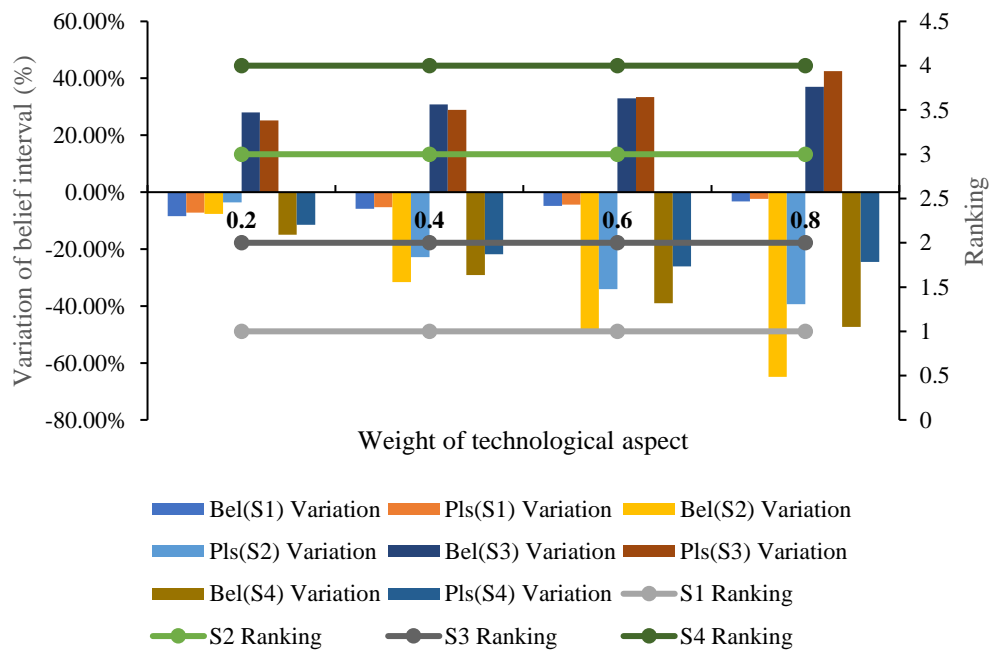 60.00%
40.00%
20.00%
0.00%
-20.00%
-40.00%
-60.00%
-80.00%
Variation of belief interval (%)
0.2 0.4 0.6 0.8
4.5
4
3.5
3
2.5
2
1.5
1
0.5
0
Ranking
Weight of technological aspect
Bel(S1) Variation Pls(S1) Variation Bel(S2) Variation
Pls(S2) Variation Bel(S3) Variation Pls(S3) Variation
Bel(S4) Variation Pls(S4) Variation S1 Ranking
S2 Ranking S3 Ranking S4 Ranking